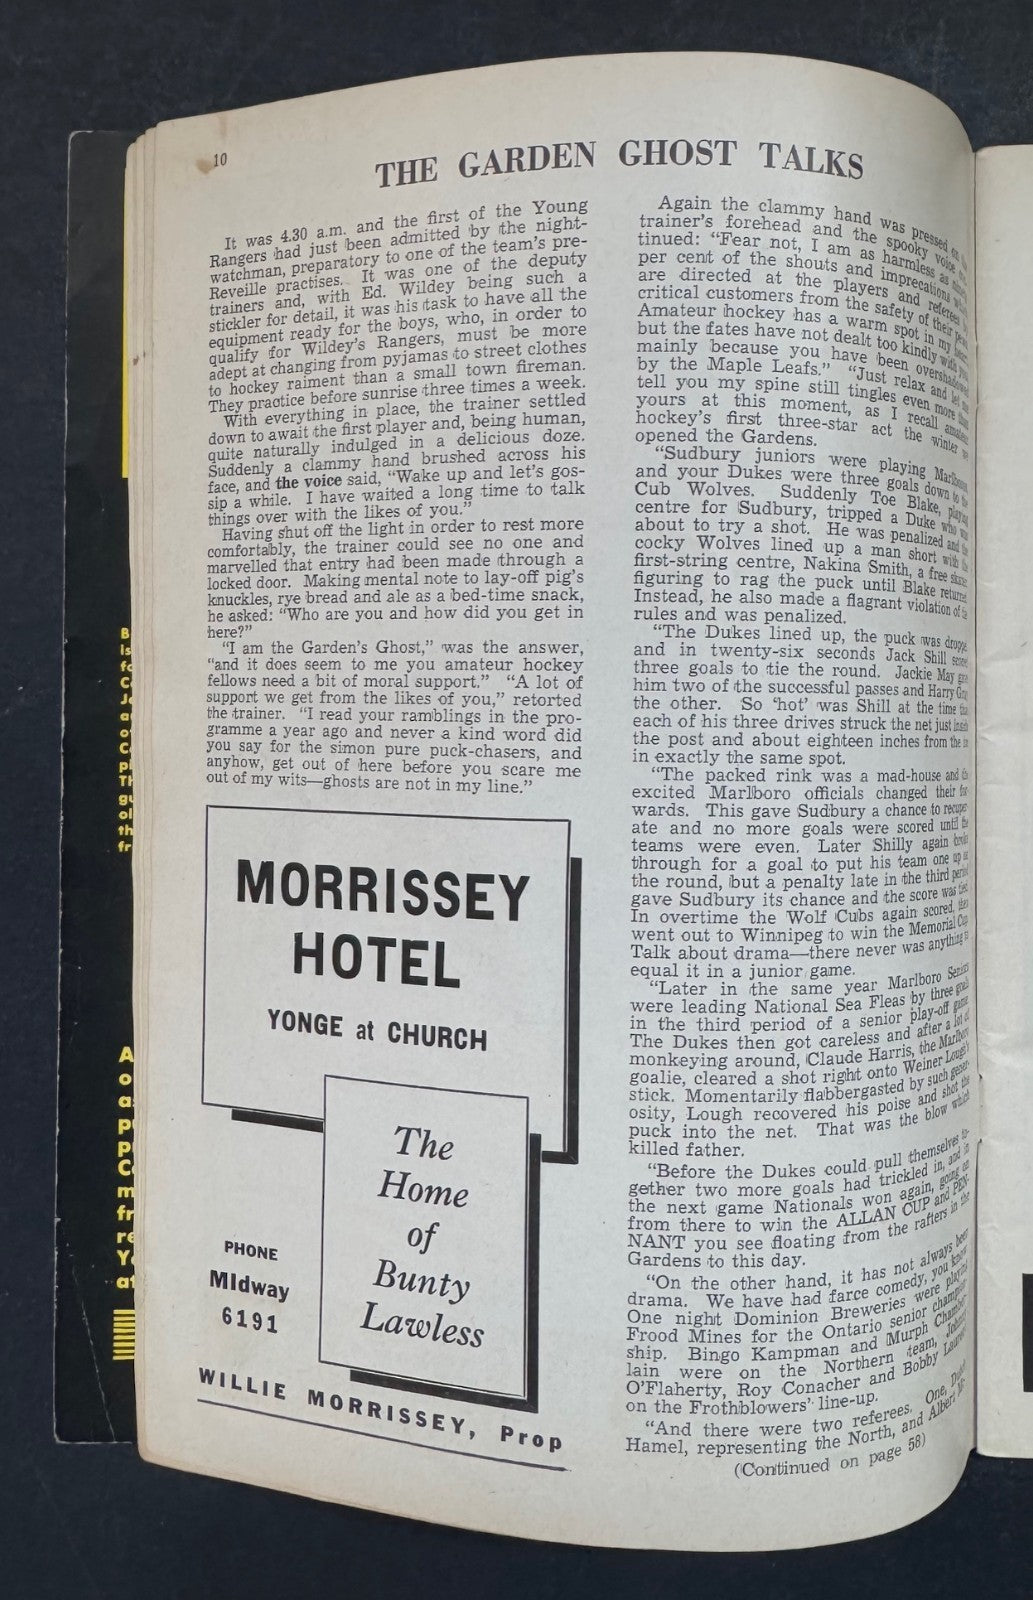 10
THE GARDEN GHOST TALKS
It was 4.30 a.m. and the first of the Young
Rangers had just been admitted by the night-
watchman, preparatory to one of the team's pre-
Reveille practises. It was one of the deputy
trainers and, with Ed. Wildey being such a
stickler for detail, it was his task to have all the
equipment ready for the boys, who, in order to
qualify for Wildey's Rangers, must be more
adept at changing from pyjamas to street clothes
to hockey raiment than a small town fireman.
They practice before sunrise three times a week.
With everything in place, the trainer settled
down to await the first player and, being human,
quite naturally indulged in a delicious doze.
Suddenly a clammy hand brushed across his
face, and the voice said, "Wake up and let's gos-
sip a while. I have waited a long time to talk
things over with the likes of you."
Having shut off the light in order to rest more
comfortably, the trainer could see no one and
marvelled that entry had been made through a
locked door. Making mental note to lay-off pig's
knuckles, rye bread and ale as a bed-time snack,
he asked: "Who are you and how did you get in
here?"
"I am the Garden's Ghost," was the answer,
"and it does seem to me you amateur hockey
fellows need a bit of moral support." "A lot of
support we get from the likes of you," retorted
the trainer. "I read your ramblings in the pro-
gramme a year ago and never a kind word did
you say for the simon pure puck-chasers, and
anyhow, get out of here before you scare me
out of my wits—ghosts are not in my line."
MORRISSEY
HOTEL
YONGE at CHURCH
The
Home
of
Bunty
Lawless
PHONE
MIdway
6191
WILLIE MORRISSEY, Prop
Again the clammy hand was pressed on the
trainer's forehead and the spooky voice
tinued: "Fear not, I am as harmless as
per cent of the shouts and imprecations
are directed at the players and referees by
critical customers from the safety of their
Amateur hockey has a warm spot in my
but the fates have not dealt too kindly with
mainly because you have been overshadowed
by the Maple Leafs." "Just relax and let me
tell you my spine still tingles even more than
yours at this moment, as I recall amateur
hockey's first three-star act the winter we
opened the Gardens.
"Sudbury juniors were playing Marlboros
and your Dukes were three goals down to the
Cub Wolves. Suddenly Toe Blake, playing
centre for Sudbury, tripped a Duke who was
about to try a shot. He was penalized and the
cocky Wolves lined up a man short with the
first-string centre, Nakina Smith, a free skater
figuring to rag the puck until Blake returned.
Instead, he also made a flagrant violation of the
rules and was penalized.
"The Dukes lined up, the puck was dropped
and in twenty-six seconds Jack Shill scored
three goals to tie the round. Jackie May gave
him two of the successful passes and Harry
the other. So 'hot' was Shill at the time that
each of his three drives struck the net just inside
the post and about eighteen inches from the ice
in exactly the same spot.
"The packed rink was a mad-house and the
excited Marlboro officials changed their for-
wards. This gave Sudbury a chance to recuper-
ate and no more goals were scored until the
teams were even. Later Shilly again broke
through for a goal to put his team one up on
the round, but a penalty late in the third period
gave Sudbury its chance and the score was tied.
In overtime the Wolf Cubs again scored, then
went out to Winnipeg to win the Memorial Cup.
Talk about drama—there never was anything to
equal it in a junior game.
"Later in the same year Marlboro Seniors
were leading National Sea Fleas by three goals
in the third period of a senior play-off game.
The Dukes then got careless and after a lot of
monkeying around, Claude Harris, the Marlboro
goalie, cleared a shot right onto Weiner Lough's
stick. Momentarily flabbergasted by such gener-
osity, Lough recovered his poise and shot the
puck into the net. That was the blow which
killed father.
"Before the Dukes could pull themselves to-
gether two more goals had trickled in, and in
the next game Nationals won again, going on
from there to win the ALLAN CUP and PEN-
NANT you see floating from the rafters in the
Gardens to this day.
"On the other hand, it has not always been
drama. We have had farce comedy, you know
One night Dominion Breweries were playing
Frood Mines for the Ontario senior champion-
ship. Bingo Kampman and Murph Chamber-
lain were on the Northern team, Johnny
O'Flaherty, Roy Conacher and Bobby
on the Frothblowers' line-up.
"And there were two referees. One,
Hamel, representing the North, and Albert
(Continued on page 58)